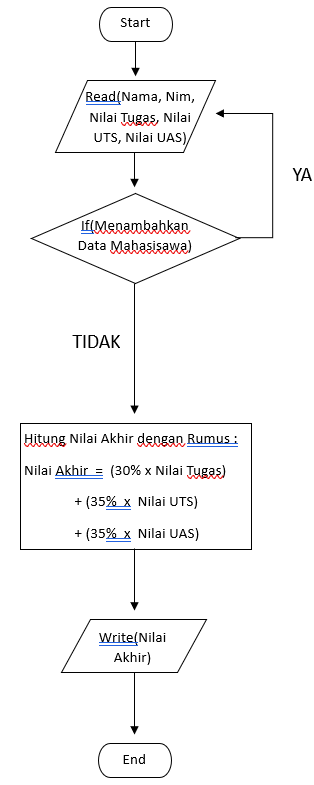 Start
Read(Nama, Nim,
Nilai Tugas, Nilai
UTS, Nilai UAS)
YA
If(Menambahkan
Data Mahasisawa)
TIDAK
Hitung Nilai Akhir dengan Rumus :
Nilai Akhir = (30% x Nilai Tugas)
+ (35% x Nilai UTS)
+ (35% x Nilai UAS)
Write(Nilai
Akhir)
End